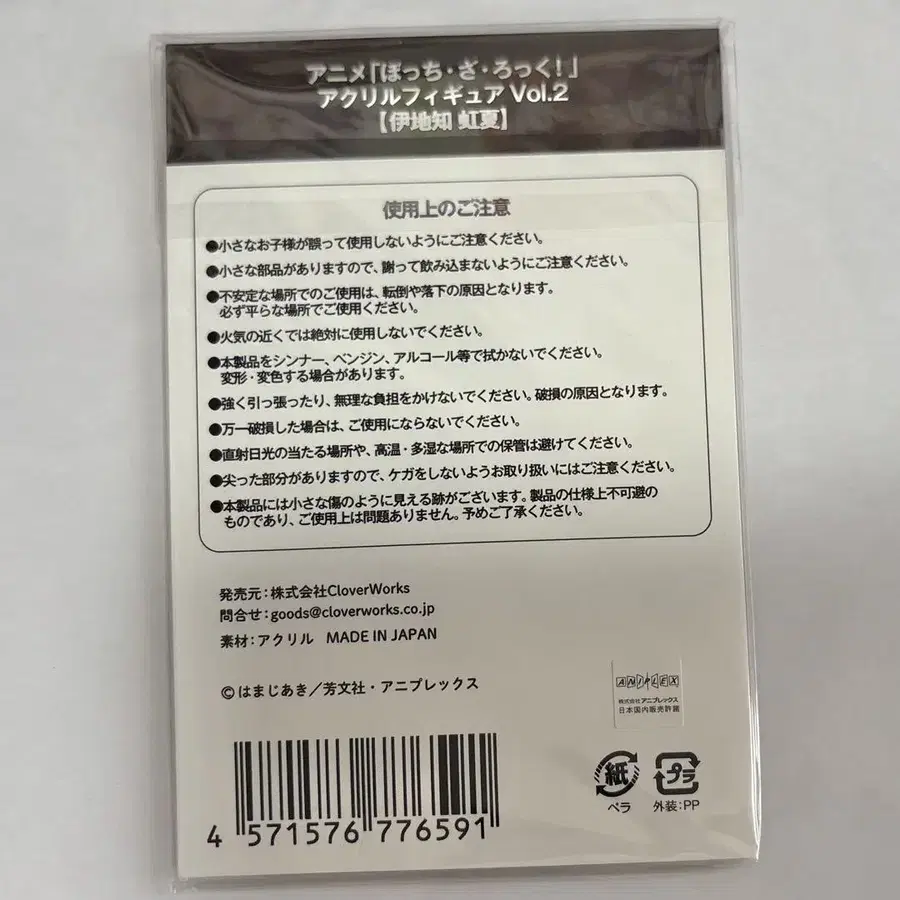 アニメ「ぼっち・ざ・ろっく！」
アクリルフィギュア Vol.2
【伊地知 虹夏】
使用上のご注意
●小さなお子様が誤って使用しないようにご注意ください。
●小さな部品がありますので、謝って飲み込まないようにご注意ください。
●不安定な場所でのご使用は、転倒や落下の原因となります。
必ず平らな場所でご使用ください。
●火気の近くでは絶対に使用しないでください。
●本製品をシンナー、ベンジン、アルコール等で拭かないでください。
変形・変色する場合があります。
●強く引っ張ったり、無理な負担をかけないでください。破損の原因となります。
●万一破損した場合は、ご使用にならないでください。
●直射日光の当たる場所や、高温・多湿な場所での保管は避けてください。
●尖った部分がありますので、ケガをしないようお取り扱いにはご注意ください。
●本製品には小さな傷のように見える跡がございます。製品の仕様上不可避の
ものであり、ご使用上は問題ありません。予めご了承ください。
発売元：株式会社CloverWorks
問合せ：goods@cloverworks.co.jp
素材：アクリル MADE IN JAPAN
©はまじあき／芳文社・アニプレックス
ANIPLEX
株式会社アニプレックス
日本国内販売許諾
紙
ペラ
プラ
外装：PP
4 571576 776591